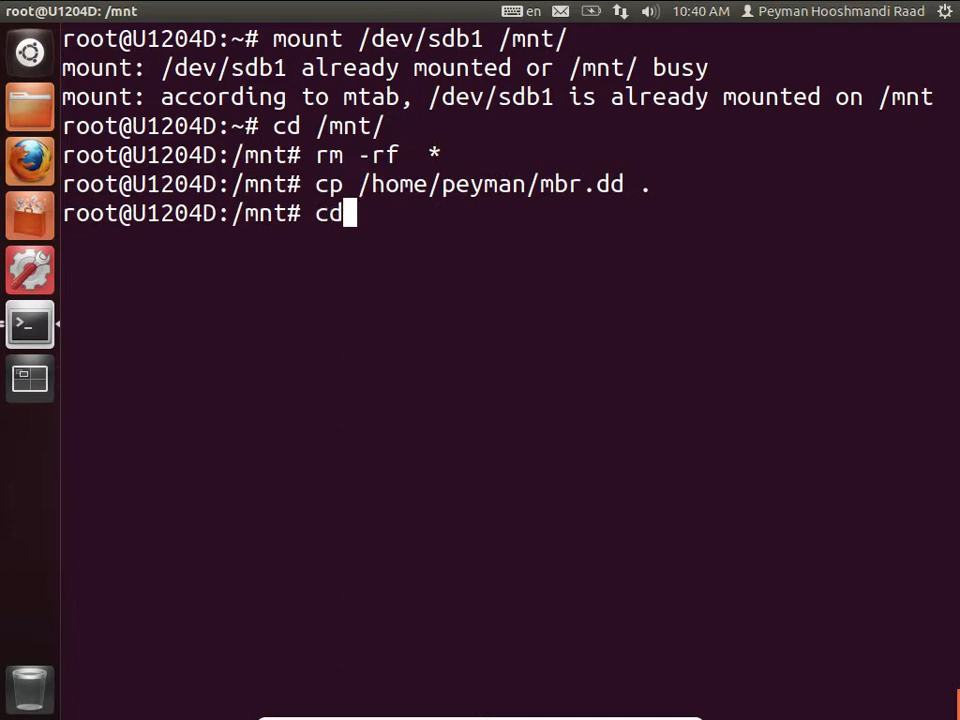 root@U1204D: /mnt
en
10:40 AM
Peyman Hooshmandi Raad
root@U1204D:~# mount /dev/sdb1 /mnt/
mount: /dev/sdb1 already mounted or /mnt/ busy
mount: according to mtab, /dev/sdb1 is already mounted on /mnt
root@U1204D:~# cd /mnt/
root@U1204D:/mnt# rm -rf  *
root@U1204D:/mnt# cp /home/peyman/mbr.dd .
root@U1204D:/mnt# cd